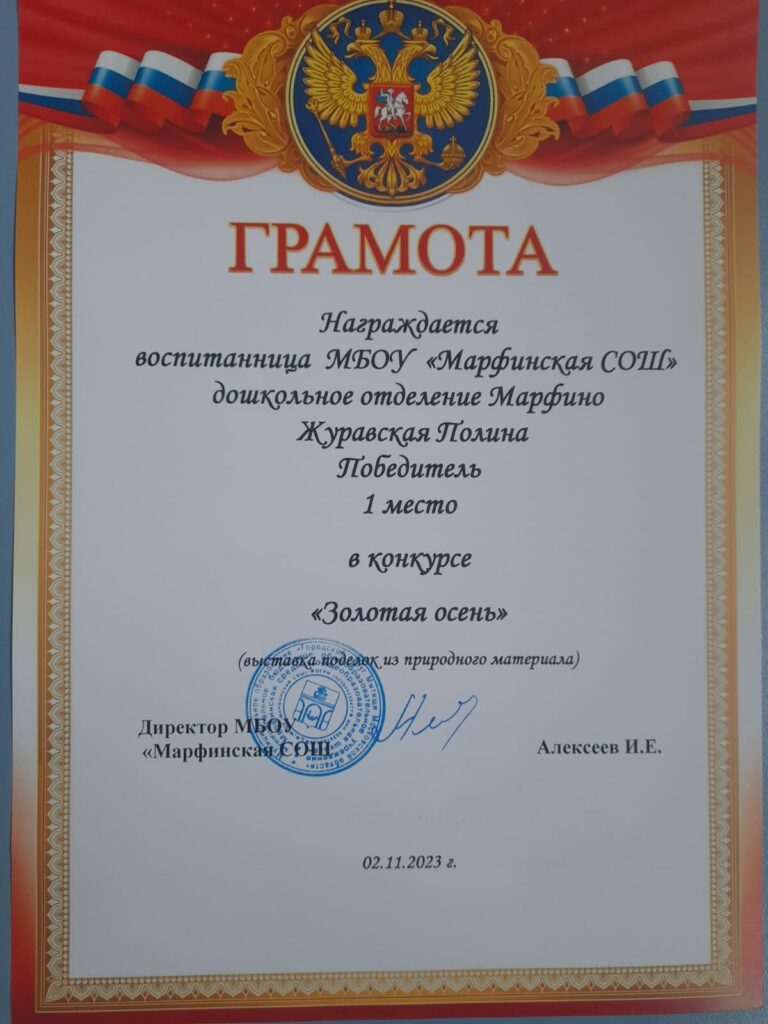 ГРАМОТА
Награждается
воспитанница МБОУ «Марфинская СОШ»
дошкольное отделение Марфино
Журавская Полина
Победитель
1 место
в конкурсе
«Золотая осень»
(выставка поделок из природного материала)
Директор МБОУ
«Марфинская СОШ
Алексеев И.Е.
02.11.2023 г.